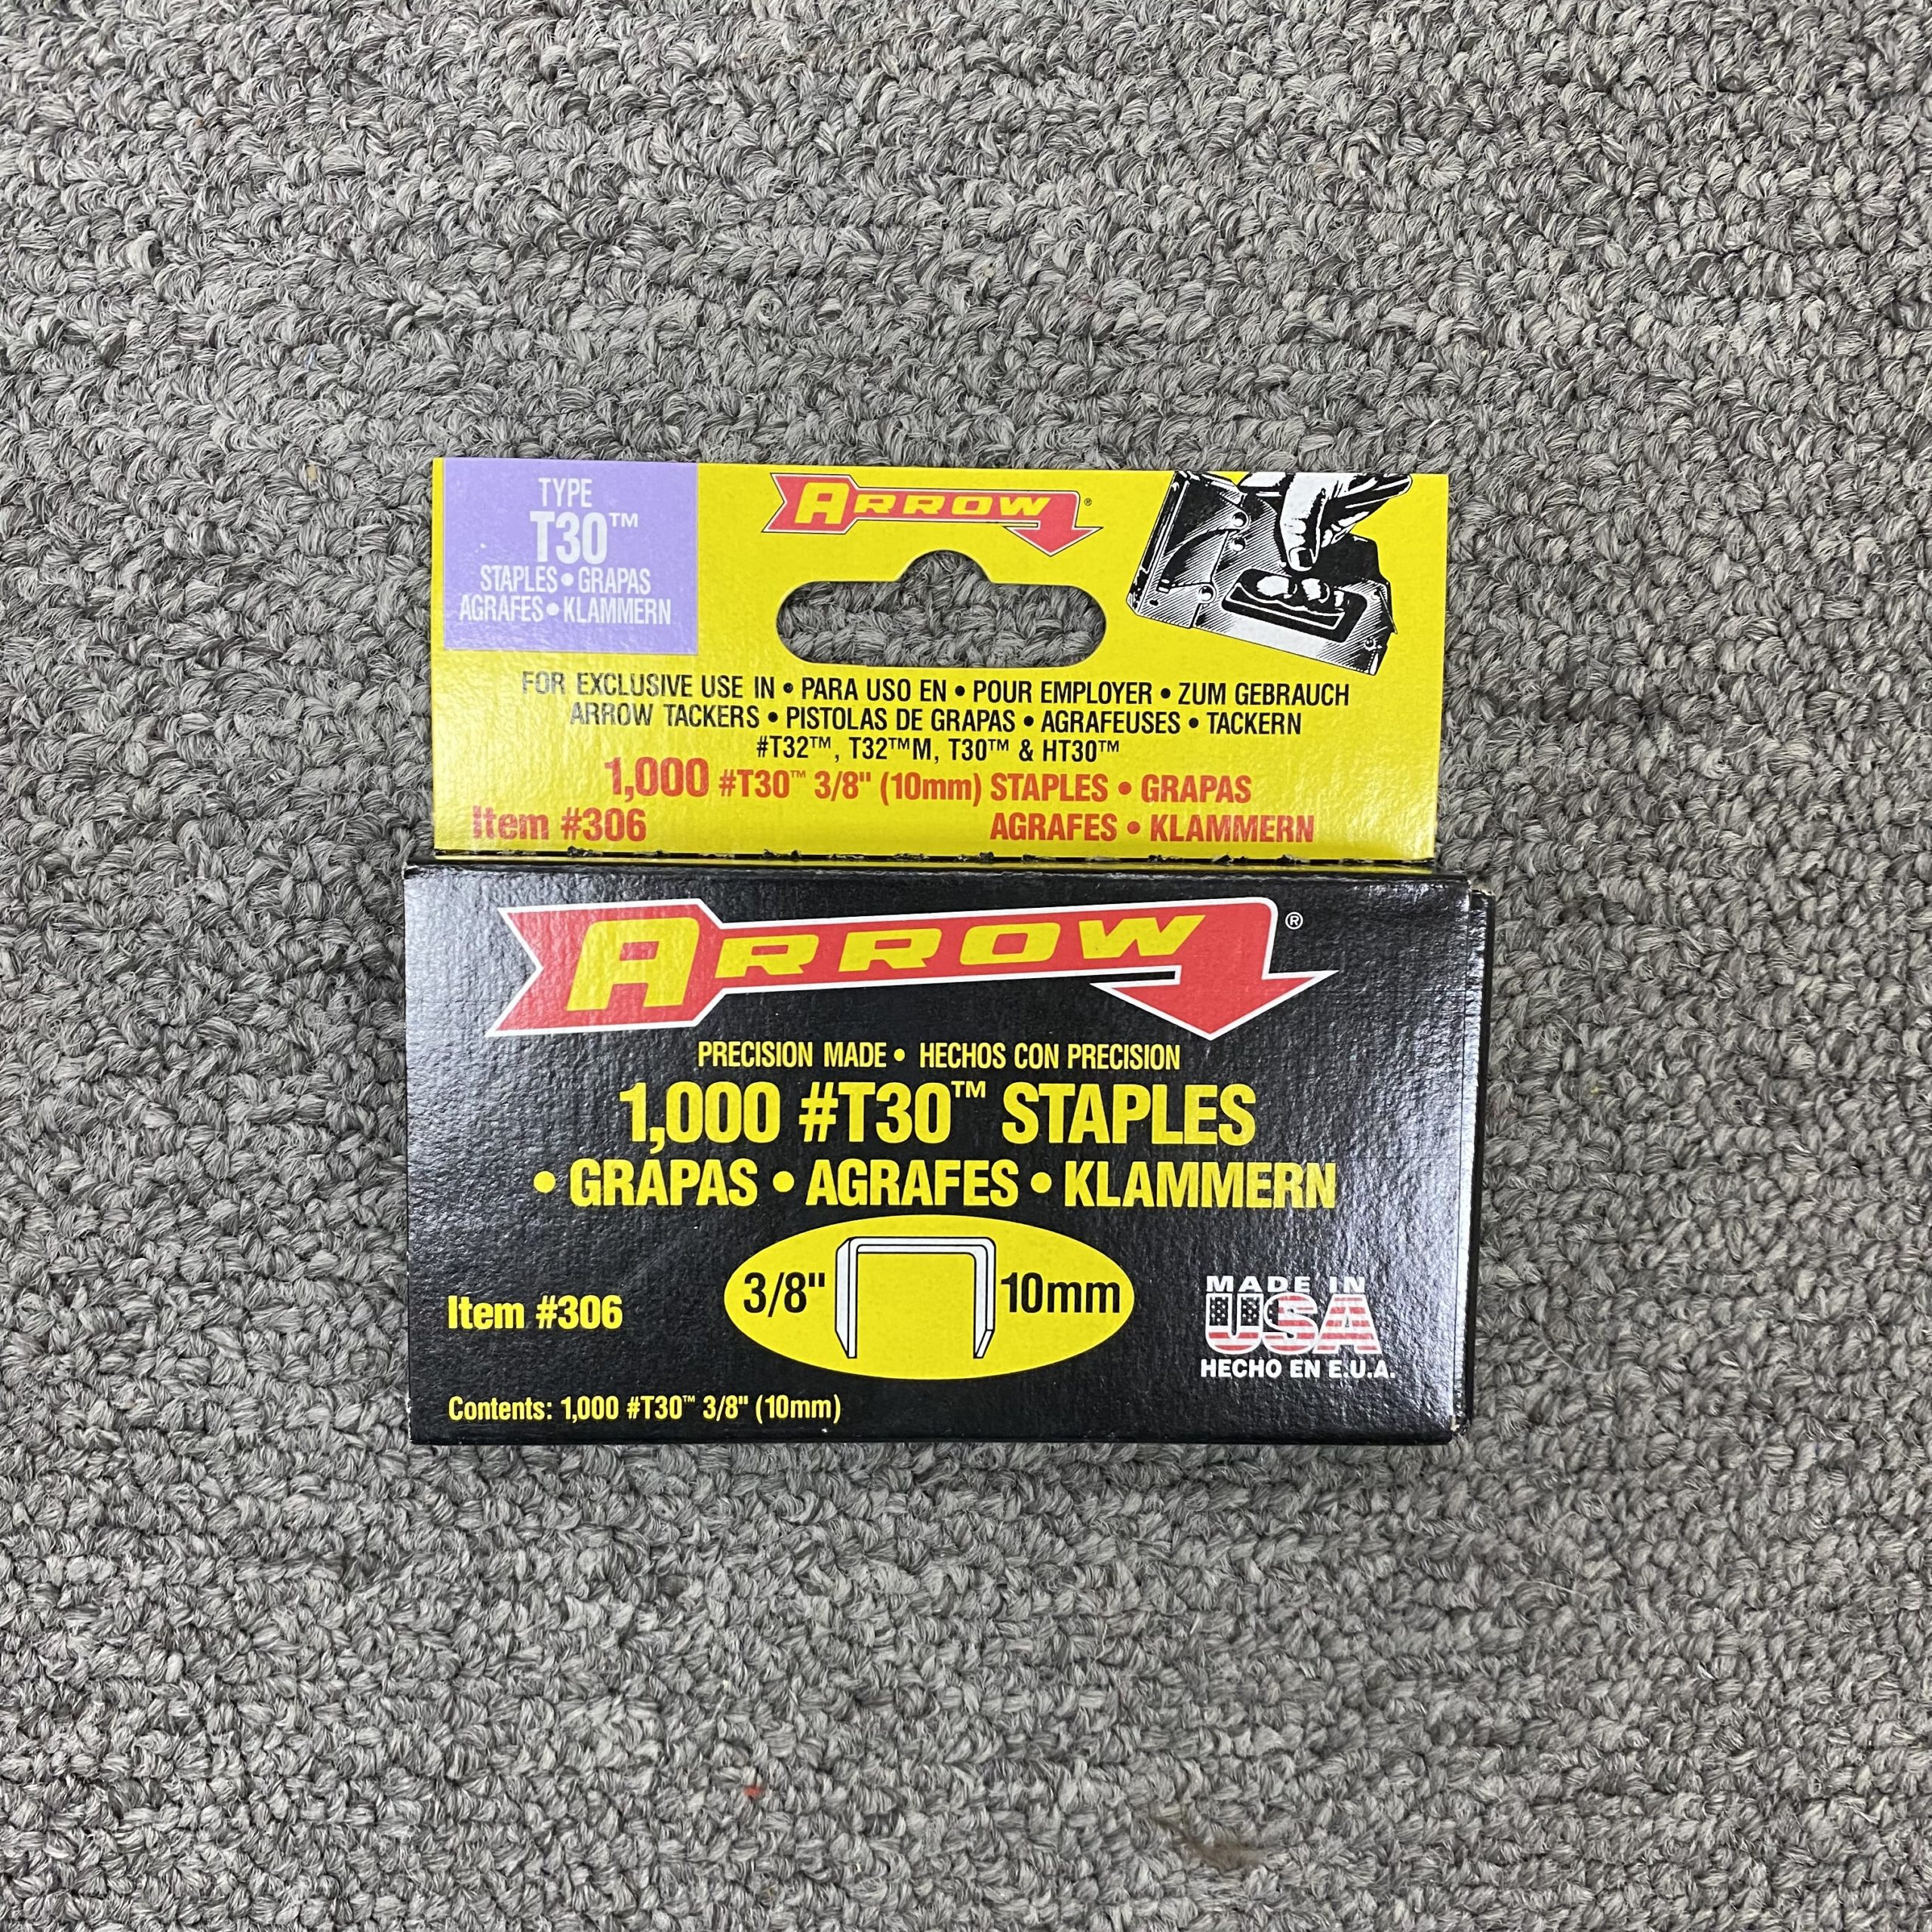 TYPE
T30™
STAPLES • GRAPAS
AGRAFES • KLAMMERN
ARROW®
FOR EXCLUSIVE USE IN • PARA USO EN • POUR EMPLOYER • ZUM GEBRAUCH
ARROW TACKERS • PISTOLAS DE GRAPAS • AGRAFEUSES • TACKERN
#T32™, T32™M, T30™ & HT30™
1,000 #T30™ 3/8" (10mm) STAPLES • GRAPAS
Item #306 AGRAFES • KLAMMERN
ARROW®
PRECISION MADE • HECHOS CON PRECISION
1,000 #T30™ STAPLES
• GRAPAS • AGRAFES • KLAMMERN
3/8" 10mm
Item #306
MADE IN
USA
HECHO EN E.U.A.
Contents: 1,000 #T30™ 3/8" (10mm)